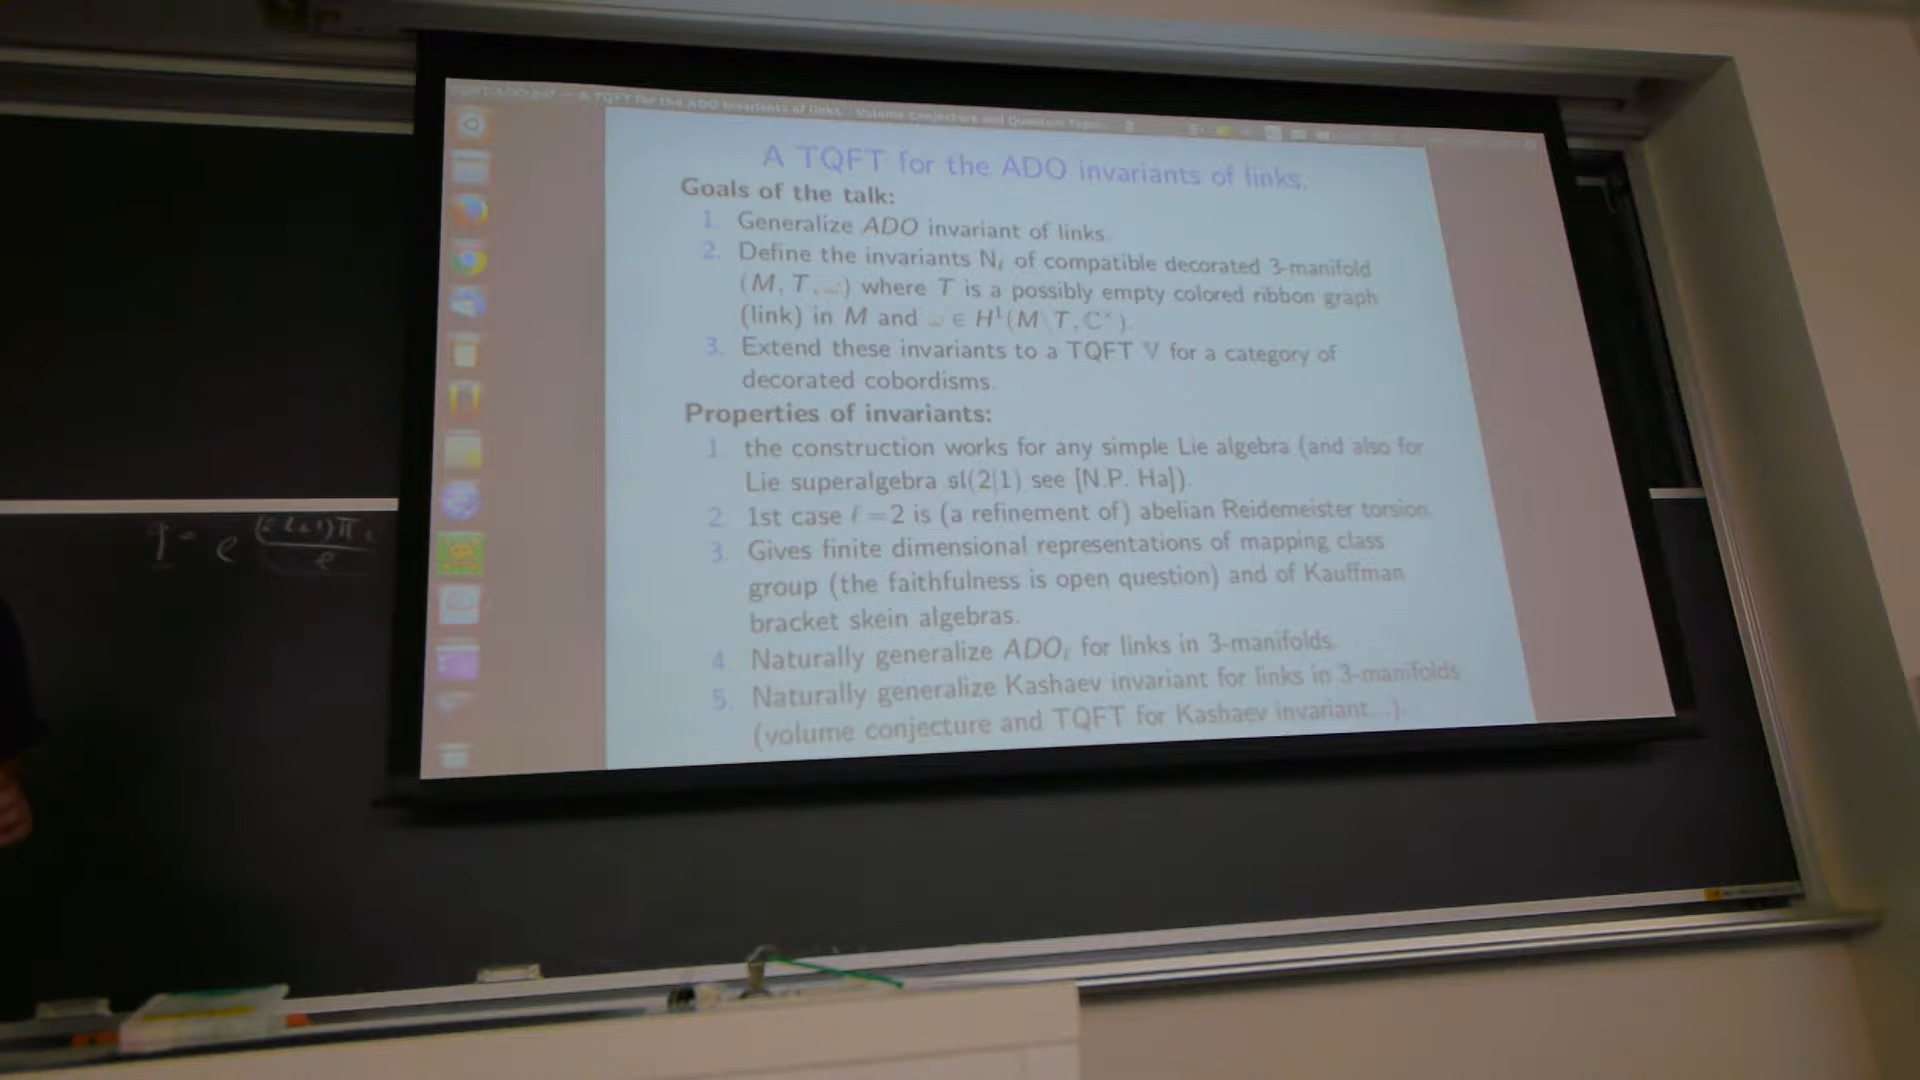 A TQFT for the ADO invariants of links.
Goals of the talk:
1. Generalize ADO invariant of links
2. Define the invariants Nℓ of compatible decorated 3-manifold
(M, T, ω) where T is a possibly empty colored ribbon graph
(link) in M and ω ∈ H¹(M\T, C*).
3. Extend these invariants to a TQFT V for a category of
decorated cobordisms.
Properties of invariants:
1. the construction works for any simple Lie algebra (and also for
Lie superalgebra sl(2|1) see [N.P. Ha]).
2. 1st case ℓ = 2 is (a refinement of) abelian Reidemeister torsion
3. Gives finite dimensional representations of mapping class
group (the faithfulness is open question) and of Kauffman
bracket skein algebras.
4. Naturally generalize ADOℓ for links in 3-manifolds.
5. Naturally generalize Kashaev invariant for links in 3-manifolds
(volume conjecture and TQFT for Kashaev invariant...).